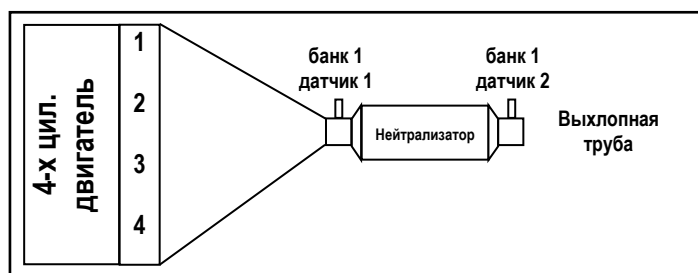 4-х цил.
двигатель
1
2
3
4
банк 1
датчик 1
Нейтрализатор
банк 1
датчик 2
Выхлопная
труба